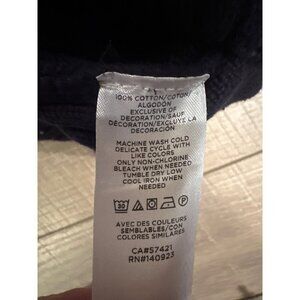 100% COTTON/COTON/
ALGODÓN
EXCLUSIVE OF
DECORATION/SAUF
DÉCORATION/EXCLUYE LA
DECORACIÓN
MACHINE WASH COLD
DELICATE CYCLE WITH
LIKE COLORS
ONLY NON-CHLORINE
BLEACH WHEN NEEDED
TUMBLE DRY LOW
COOL IRON WHEN
NEEDED
30 P
AVEC DES COULEURS
SEMBLABLES/CON
COLORES SIMILARES
CA#57421
RN#140923